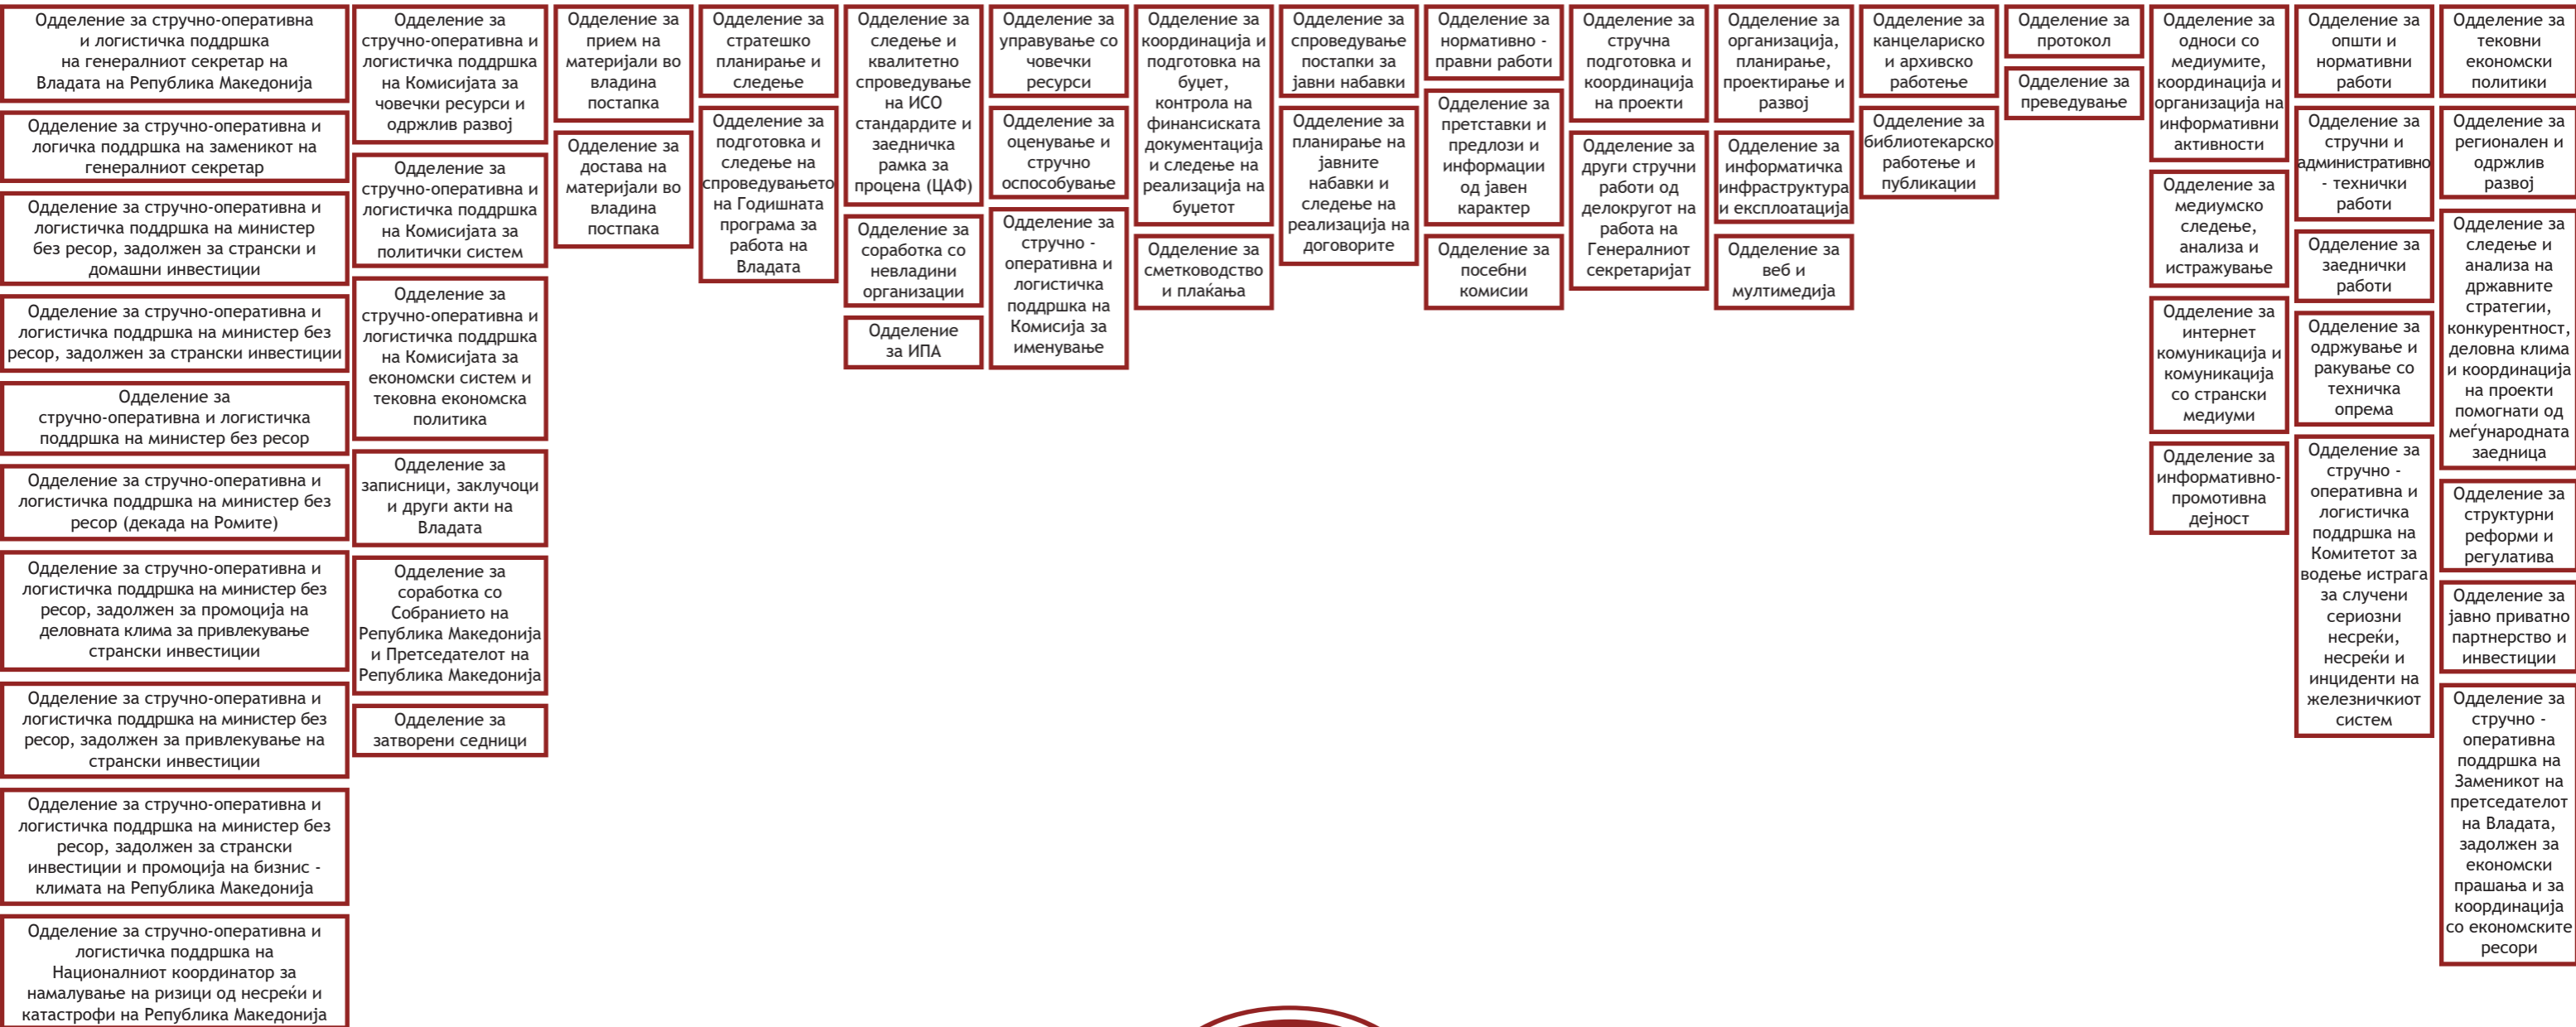 Одделение за стручно-оперативна
и логистичка поддршка
на генералниот секретар на
Владата на Република Македонија
Одделение за стручно-оперативна и
логичка поддршка на заменикот на
генералниот секретар
Одделение за стручно-оперативна и
логистичка поддршка на министер
без ресор, задолжен за странски и
домашни инвестиции
Одделение за стручно-оперативна и
логистичка поддршка на министер без
ресор, задолжен за странски инвестиции
Одделение за
стручно-оперативна и логистичка
поддршка на министер без ресор
Одделение за стручно-оперативна и
логистичка поддршка на министер без
ресор (декада на Ромите)
Одделение за стручно-оперативна и
логистичка поддршка на министер без
ресор, задолжен за промоција на
деловната клима за привлекување
странски инвестиции
Одделение за стручно-оперативна и
логистичка поддршка на министер без
ресор, задолжен за привлекување на
странски инвестиции
Одделение за стручно-оперативна и
логистичка поддршка на министер без
ресор, задолжен за странски
инвестиции и промоција на бизнис -
климата на Република Македонија
Одделение за стручно-оперативна и
логистичка поддршка на
Националниот координатор за
намалување на ризици од несреќи и
катастрофи на Република Македонија
Одделение за
стручно-оперативна и
логистичка поддршка
на Комисијата за
човечки ресурси и
одржлив развој
Одделение за
стручно-оперативна и
логистичка поддршка
на Комисијата за
политички систем
Одделение за
стручно-оперативна и
логистичка поддршка
на Комисијата за
економски систем и
тековна економска
политика
Одделение за
записници, заклучоци
и други акти на
Владата
Одделение за
соработка со
Собранието на
Република Македонија
и Претседателот на
Република Македонија
Одделение за
затворени седници
Одделение за
прием на
материјали во
владина
постапка
Одделение за
достава на
материјали во
владина
постпака
Одделение за
стратешко
планирање и
следење
Одделение за
подготовка и
следење на
спроведувањето
на Годишната
програма за
работа на
Владата
Одделение за
следење и
квалитетно
спроведување
на ИСО
стандардите и
заедничка
рамка за
процена (ЦАФ)
Одделение за
соработка со
невладини
организации
Одделение
за ИПА
Одделение за
управување со
човечки
ресурси
Одделение за
оценување и
стручно
оспособување
Одделение за
стручно -
оперативна и
логистичка
поддршка на
Комисија за
именување
Одделение за
координација и
подготовка на
буџет,
контрола на
финансиската
документација
и следење на
реализација на
буџетот
Одделение за
сметководство
и плаќања
Одделение за
спроведување
постапки за
јавни набавки
Одделение за
планирање на
јавните
набавки и
следење на
реализација на
договорите
Одделение за
нормативно -
правни работи
Одделение за
претставки и
предлози и
информации
од јавен
карактер
Одделение за
посебни
комисии
Одделение за
стручна
подготовка и
координација
на проекти
Одделение за
други стручни
работи од
делокругот на
работа на
Генералниот
секретаријат
Одделение за
организација,
планирање,
проектирање и
развој
Одделение за
информатичка
инфраструктура
и експлоатација
Одделение за
веб и
мултимедија
Одделение за
канцелариско
и архивско
работење
Одделение за
библиотекарско
работење и
публикации
Одделение за
протокол
Одделение за
преведување
Одделение за
односи со
медиумите,
координација и
организација на
информативни
активности
Одделение за
медиумско
следење,
анализа и
истражување
Одделение за
интернет
комуникација и
комуникација
со странски
медиуми
Одделение за
информативно-
промотивна
дејност
Одделение за
општи и
нормативни
работи
Одделение за
стручни и
административно
- технички
работи
Одделение за
заеднички
работи
Одделение за
одржување и
ракување со
техничка
опрема
Одделение за
стручно -
оперативна и
логистичка
поддршка на
Комитетот за
водење истрага
за случени
сериозни
несреќи,
несреќи и
инциденти на
железничкиот
систем
Одделение за
тековни
економски
политики
Одделение за
регионален и
одржлив
развој
Одделение за
следење и
анализа на
државните
стратегии,
конкурентност,
деловна клима
и координација
на проекти
помогнати од
меѓународната
заедница
Одделение за
структурни
реформи и
регулатива
Одделение за
јавно приватно
партнерство и
инвестиции
Одделение за
стручно -
оперативна
поддршка на
Заменикот на
претседателот
на Владата,
задолжен за
економски
прашања и за
координација
со економските
ресори